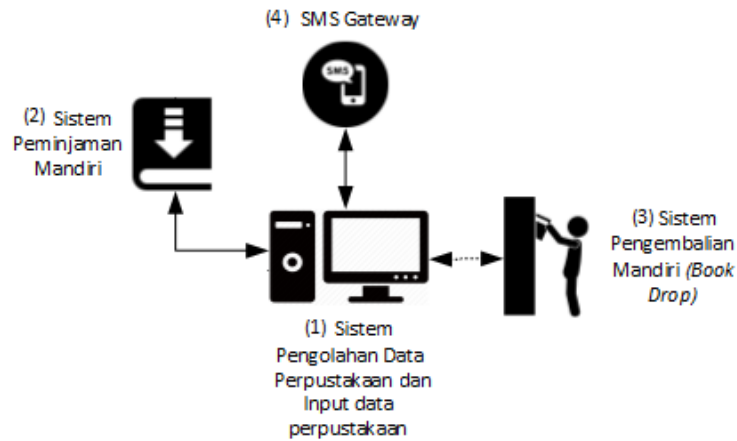 (4) SMS Gateway
SMS
(2) Sistem
Peminjaman
Mandiri
(3) Sistem
Pengembalian
Mandiri (Book
Drop)
(1) Sistem
Pengolahan Data
Perpustakaan dan
Input data
perpustakaan